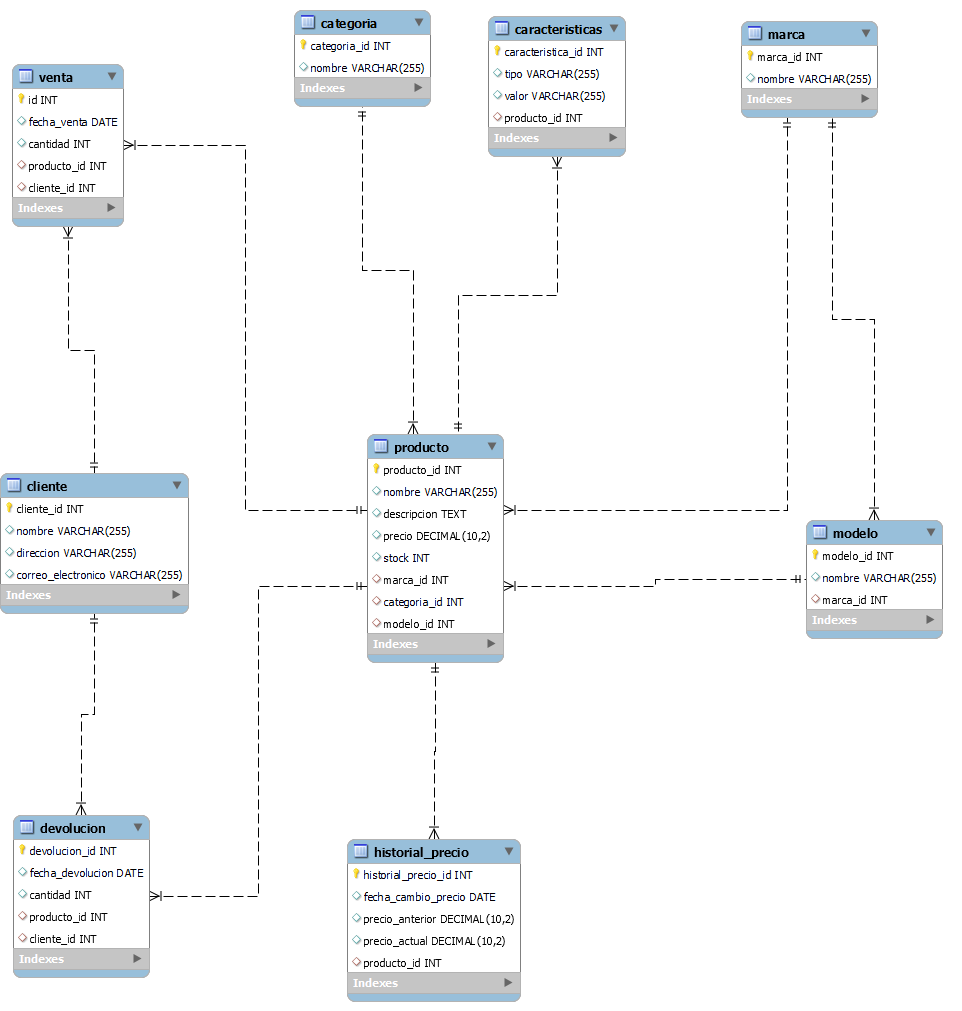 categoria
categoria_id INT
nombre VARCHAR(255)
Indexes
caracteristicas
caracteristica_id INT
tipo VARCHAR(255)
valor VARCHAR(255)
producto_id INT
Indexes
marca
marca_id INT
nombre VARCHAR(255)
Indexes
venta
id INT
fecha_venta DATE
cantidad INT
producto_id INT
cliente_id INT
Indexes
producto
producto_id INT
nombre VARCHAR(255)
descripcion TEXT
precio DECIMAL(10,2)
stock INT
marca_id INT
categoria_id INT
modelo_id INT
Indexes
cliente
cliente_id INT
nombre VARCHAR(255)
direccion VARCHAR(255)
correo_electronico VARCHAR(255)
Indexes
modelo
modelo_id INT
nombre VARCHAR(255)
marca_id INT
Indexes
devolucion
devolucion_id INT
fecha_devolucion DATE
cantidad INT
producto_id INT
cliente_id INT
Indexes
historial_precio
historial_precio_id INT
fecha_cambio_precio DATE
precio_anterior DECIMAL(10,2)
precio_actual DECIMAL(10,2)
producto_id INT
Indexes